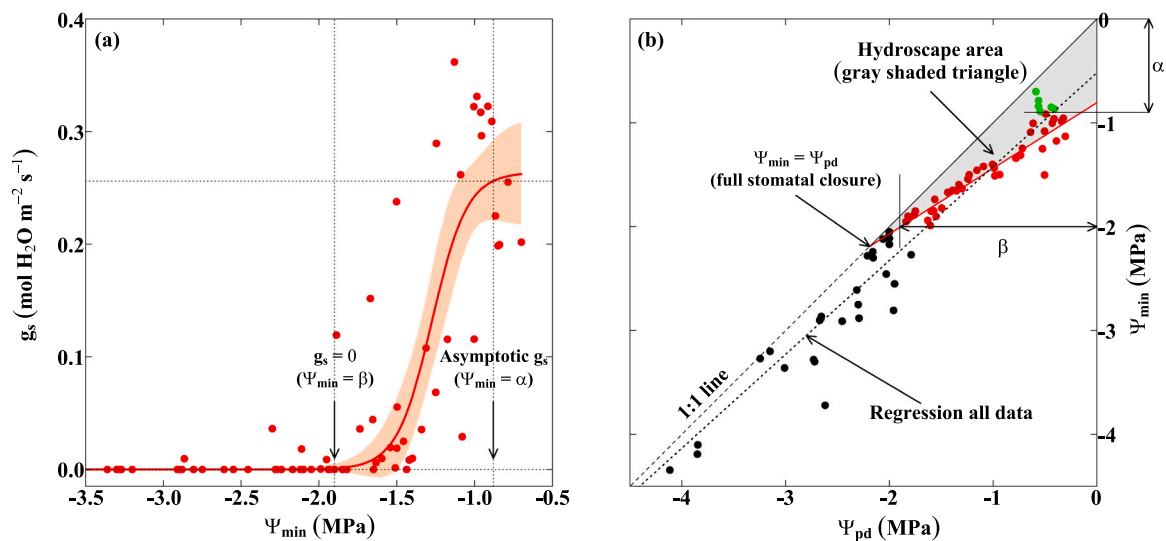 (a)
0.4
0.3
0.2
0.1
0.0
gs (mol H2O m−2 s−1)
gs = 0
(Ψmin = β)
Asymptotic gs
(Ψmin = α)
-3.5 -3.0 -2.5 -2.0 -1.5 -1.0 -0.5
Ψmin (MPa)
(b)
Hydroscape area
(gray shaded triangle)
Ψmin = Ψpd
(full stomatal closure)
α
β
1:1 line
Regression all data
0
-1
-2
-3
-4
Ψmin (MPa)
-4 -3 -2 -1 0
Ψpd (MPa)